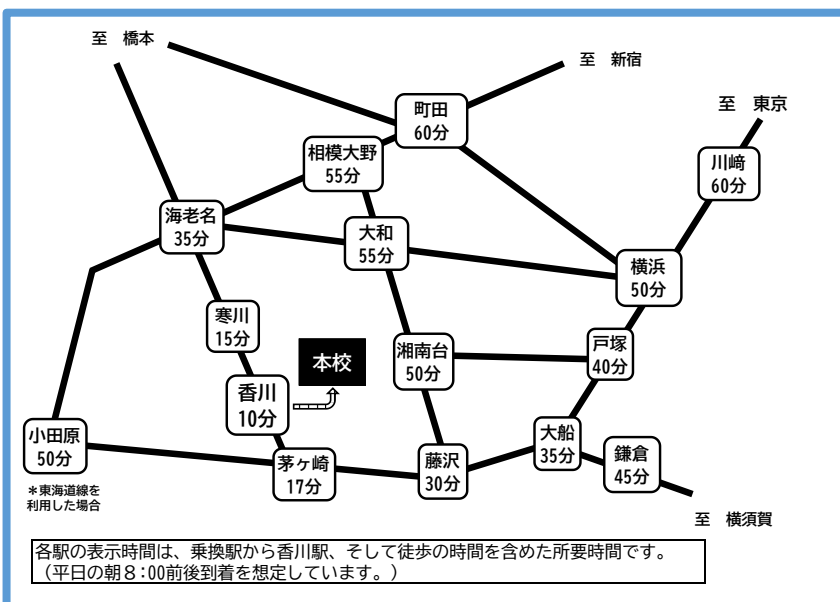 至　橋本
至　新宿
町田
60分
至　東京
相模大野
55分
川﨑
60分
海老名
35分
大和
55分
横浜
50分
寒川
15分
本校
湘南台
50分
戸塚
40分
香川
10分
小田原
50分
大船
35分
鎌倉
45分
茅ヶ崎
17分
藤沢
30分
＊東海道線を
利用した場合
至　横須賀
各駅の表示時間は、乗換駅から香川駅、そして徒歩の時間を含めた所要時間です。
（平日の朝８:00前後到着を想定しています。）